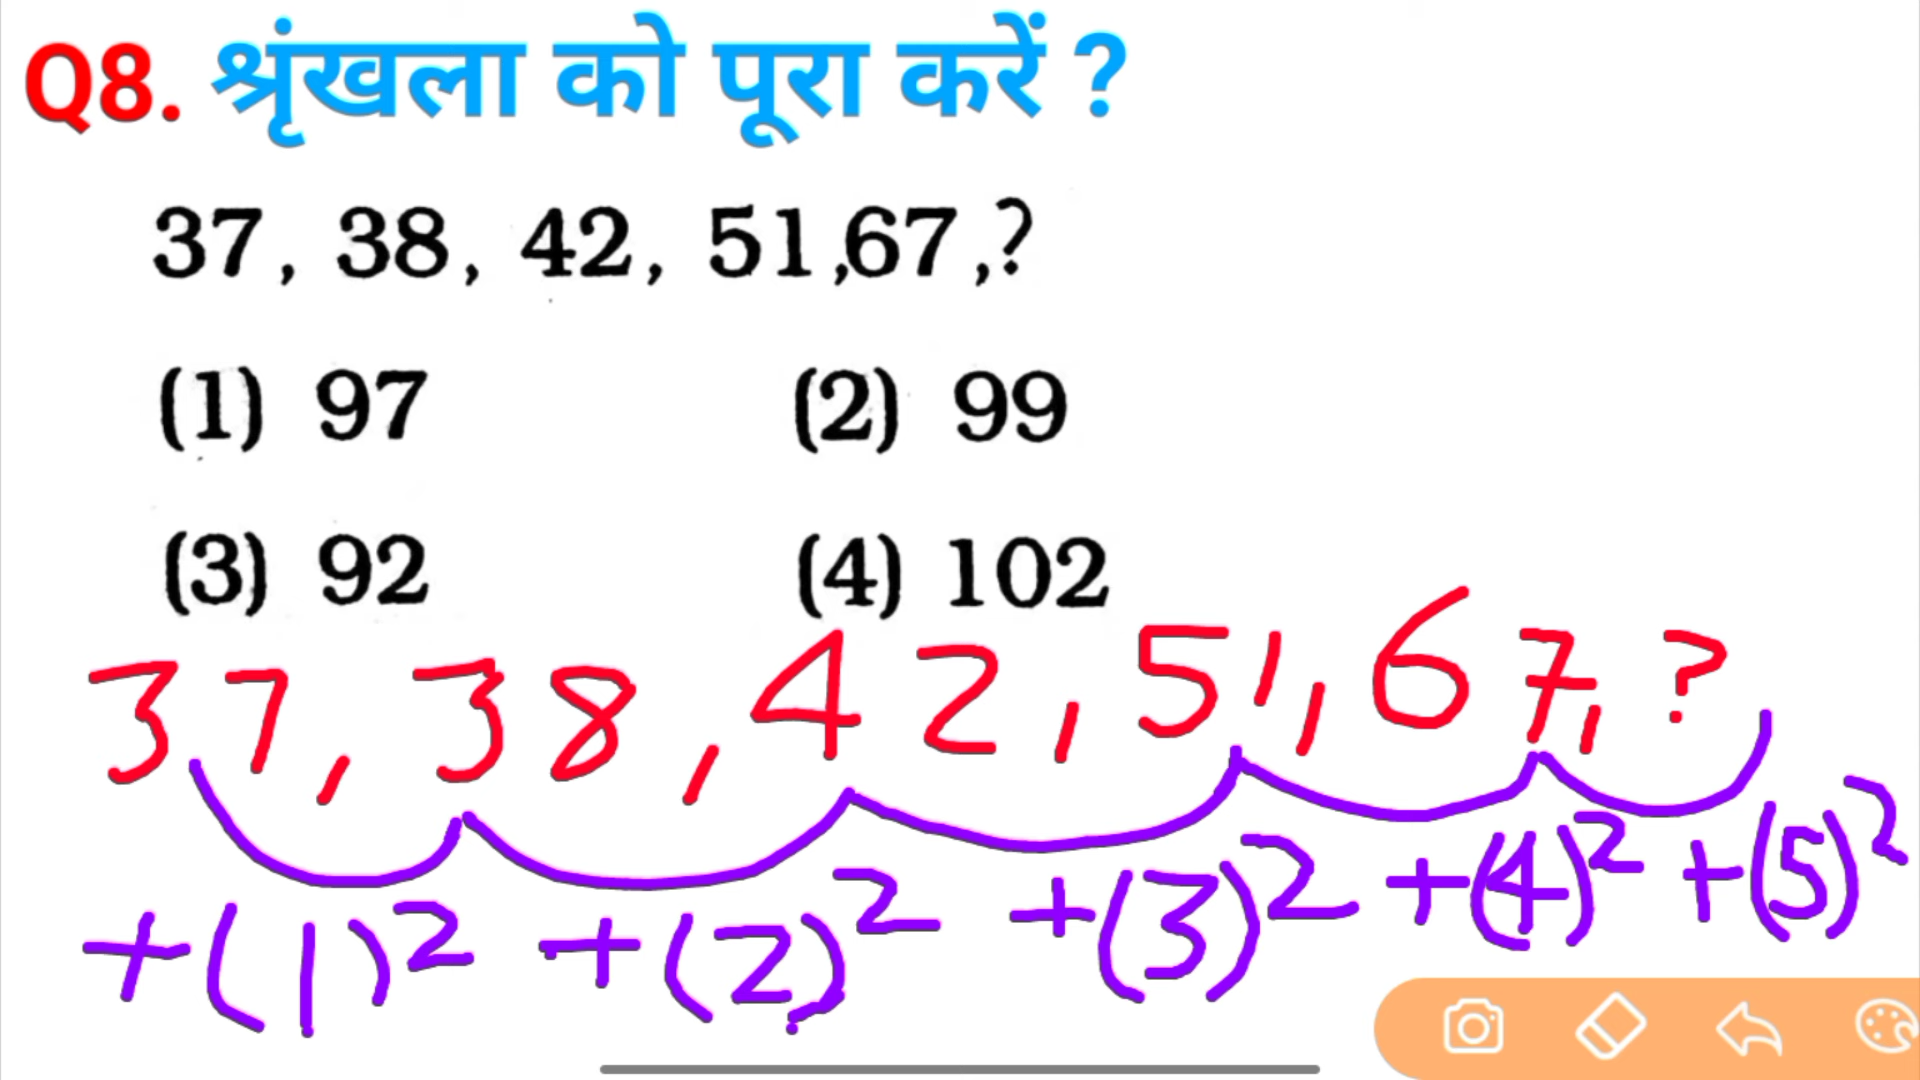 Q8. श्रृंखला को पूरा करें ?
37, 38, 42, 51,67,?
(1) 97 (2) 99
(3) 92 (4) 102
37, 38, 42, 51, 67, ?
+(1)² +(2)² +(3)² +(4)² +(5)²